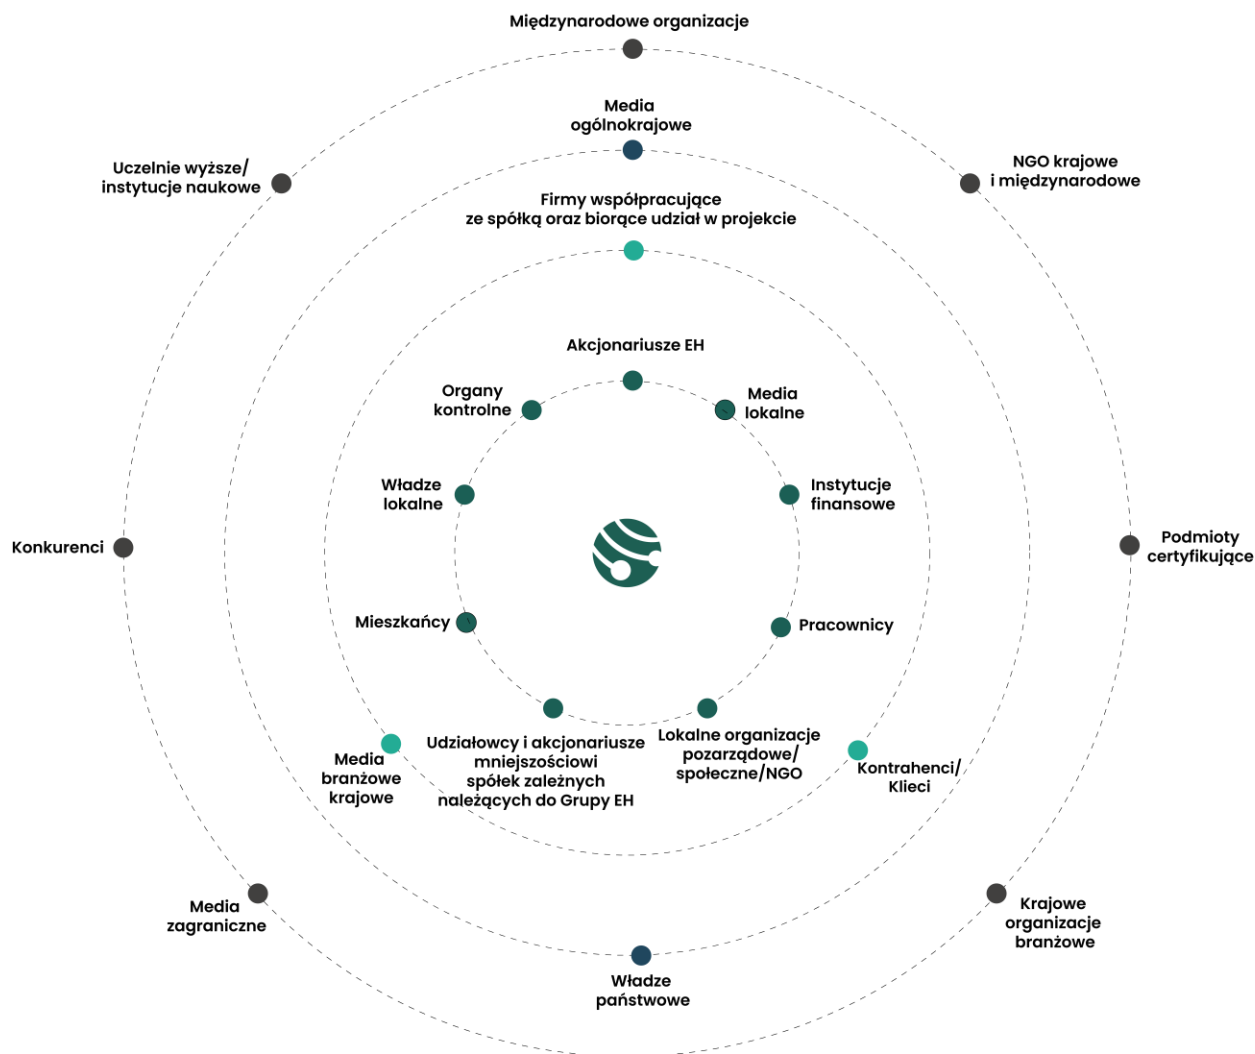 Międzynarodowe organizacje
Media
ogólnokrajowe
Uczelnie wyższe/
instytucje naukowe
NGO krajowe
i międzynarodowe
Firmy współpracujące
ze spółką oraz biorące udział w projekcie
Akcjonariusze EH
Organy
kontrolne
Media
lokalne
Władze
lokalne
Instytucje
finansowe
Konkurenci
Podmioty
certyfikujące
Mieszkańcy
Pracownicy
Udziałowcy i akcjonariusze
mniejszościowi
spółek zależnych
należących do Grupy EH
Lokalne organizacje
pozarządowe/
społeczne/NGO
Media
branżowe
krajowe
Kontrahenci/
Klieci
Media
zagraniczne
Krajowe
organizacje
branżowe
Władze
państwowe